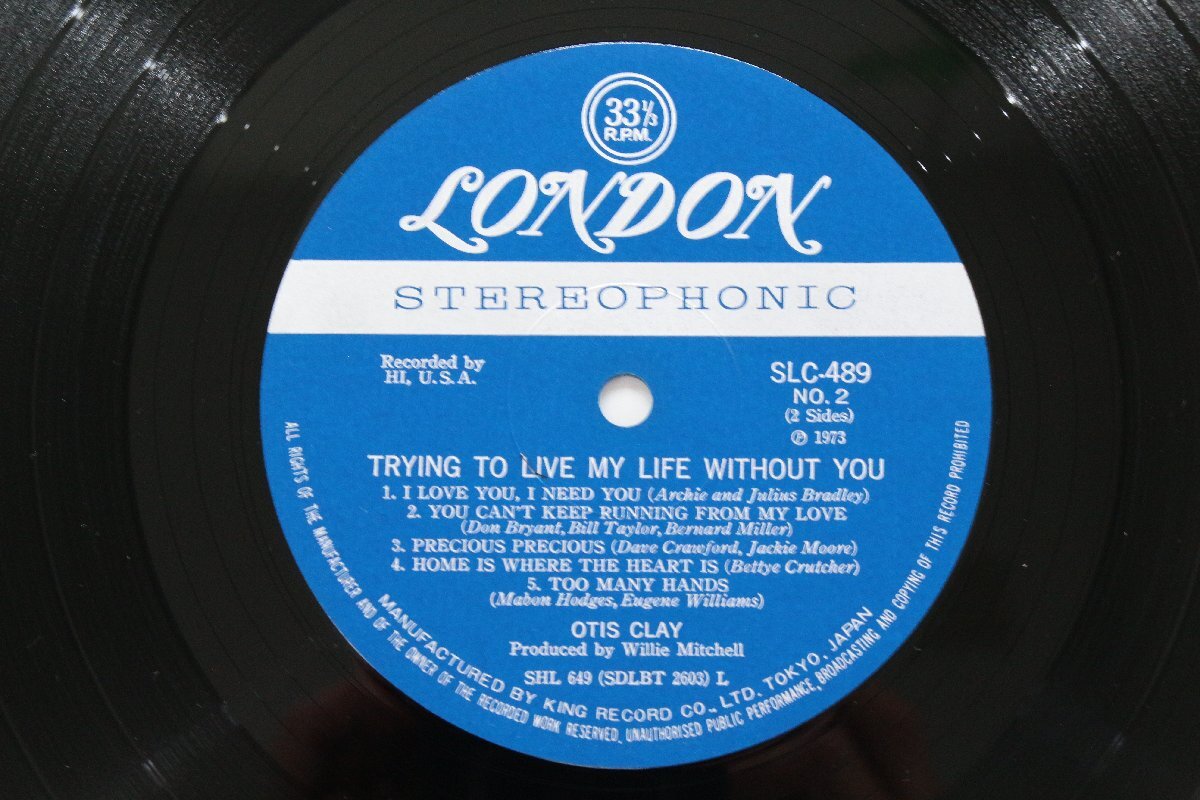 33⅓
R.P.M.
LONDON
STEREOPHONIC
Recorded by
HI, U.S.A.
SLC-489
NO. 2
(2 Sides)
Ⓟ 1973
TRYING TO LIVE MY LIFE WITHOUT YOU
1. I LOVE YOU, I NEED YOU (Archie and Julius Bradley)
2. YOU CAN'T KEEP RUNNING FROM MY LOVE
(Don Bryant, Bill Taylor, Bernard Miller)
3. PRECIOUS PRECIOUS (Dave Crawford, Jackie Moore)
4. HOME IS WHERE THE HEART IS (Bettye Crutcher)
5. TOO MANY HANDS
(Mabon Hodges, Eugene Williams)
OTIS CLAY
Produced by Willie Mitchell
SHL 649 (SDLBT 2603) L
MANUFACTURED BY KING RECORD CO., LTD. TOKYO, JAPAN
ALL RIGHTS OF THE MANUFACTURER AND OF THE OWNER OF THE RECORDED WORK RESERVED. UNAUTHORISED PUBLIC PERFORMANCE, BROADCASTING AND COPYING OF THIS RECORD PROHIBITED